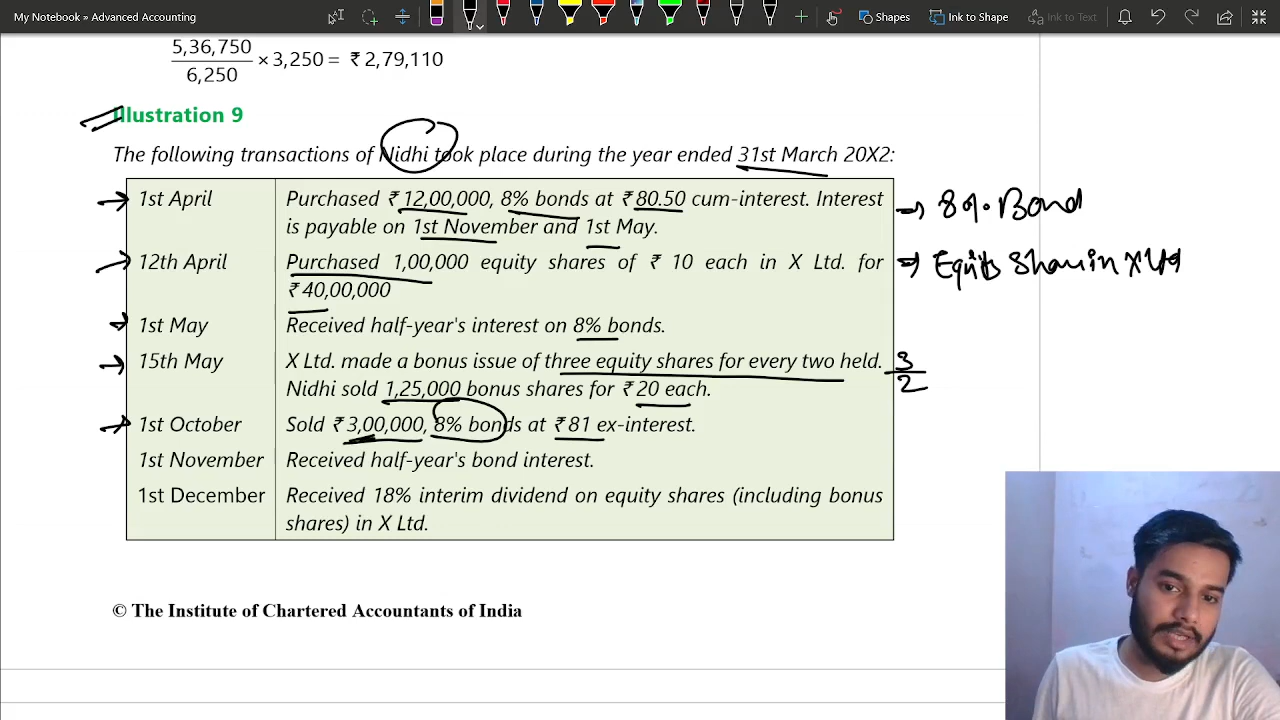 My Notebook » Advanced Accounting
Shapes
Ink to Shape
Ink to Text
5,36,750
6,250
× 3,250 = ₹ 2,79,110
Illustration 9
The following transactions of Nidhi took place during the year ended 31st March 20X2:
1st April
Purchased ₹ 12,00,000, 8% bonds at ₹ 80.50 cum-interest. Interest
is payable on 1st November and 1st May.
→ 8% Bond
12th April
Purchased 1,00,000 equity shares of ₹ 10 each in X Ltd. for
₹ 40,00,000
→ Equity Share in X Ltd
1st May
Received half-year's interest on 8% bonds.
15th May
X Ltd. made a bonus issue of three equity shares for every two held.
Nidhi sold 1,25,000 bonus shares for ₹ 20 each.
3
2
1st October
Sold ₹ 3,00,000, 8% bonds at ₹ 81 ex-interest.
1st November
Received half-year's bond interest.
1st December
Received 18% interim dividend on equity shares (including bonus
shares) in X Ltd.
© The Institute of Chartered Accountants of India